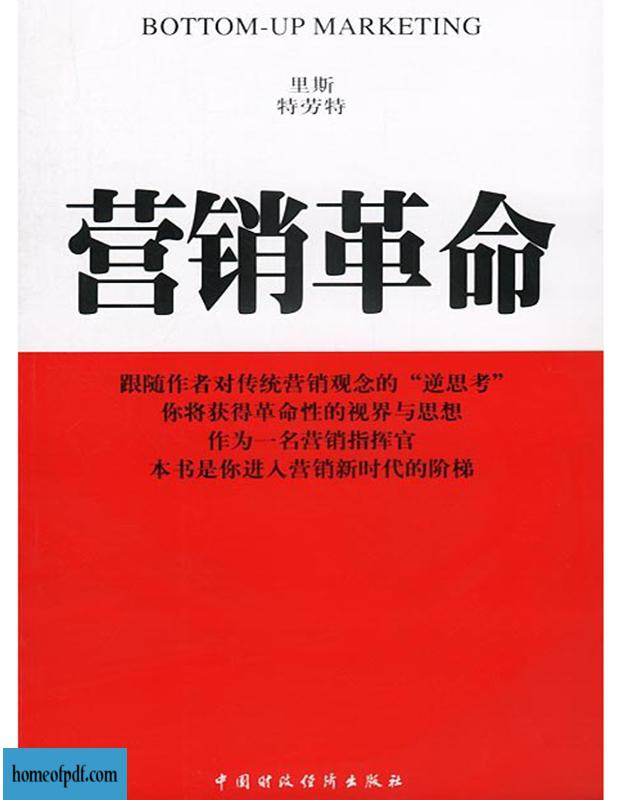 BOTTOM-UP MARKETING
里斯
特劳特
营销革命
跟随作者对传统营销观念的“逆思考”
你将获得革命性的视界与思想
作为一名营销指挥官
本书是你进入营销新时代的阶梯
中国财政经济出版社
homeofpdf.com